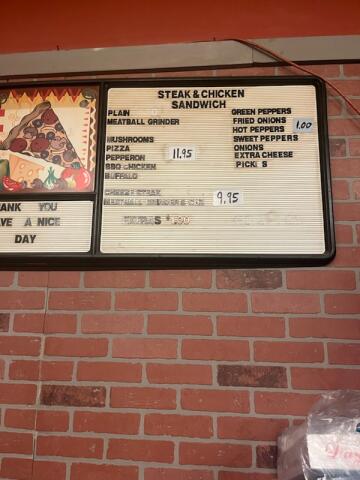 STEAK & CHICKEN
SANDWICH
PLAIN
MEATBALL GRINDER
MUSHROOMS
PIZZA
PEPPERON
BBQ CHICKEN
BUFFALO
11.95
CHEESE STEAK
9.95
GREEN PEPPERS
FRIED ONIONS
HOT PEPPERS
SWEET PEPPERS
ONIONS
EXTRA CHEESE
PICK S
1.00
ANK YOU
AVE A NICE
DAY